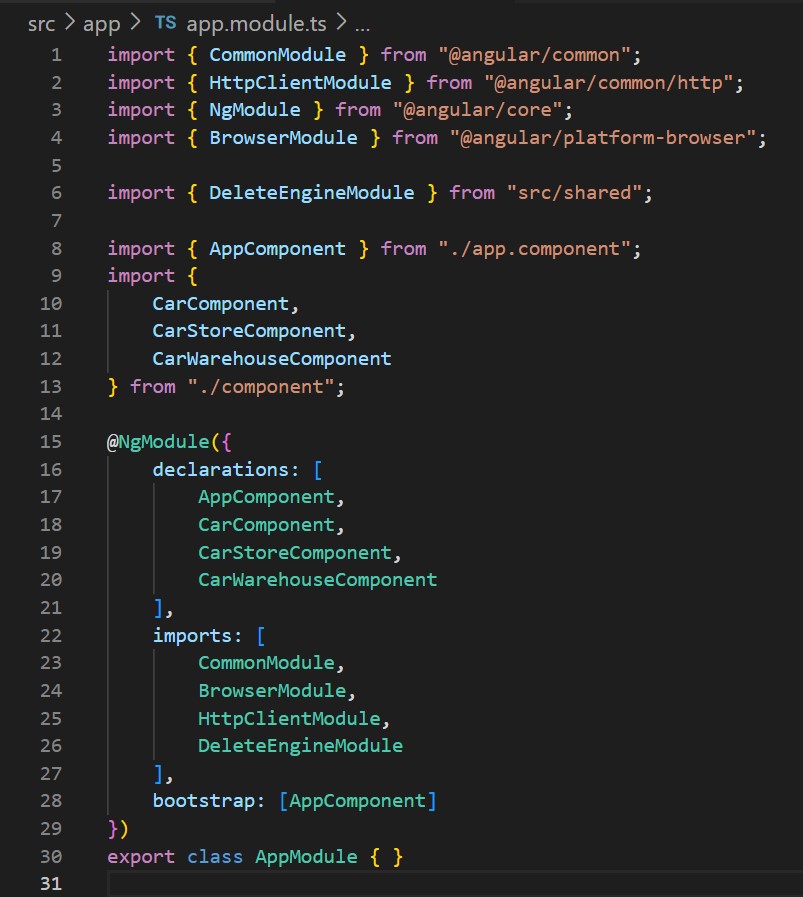 src > app > TS app.module.ts > ...
1 import { CommonModule } from "@angular/common";
2 import { HttpClientModule } from "@angular/common/http";
3 import { NgModule } from "@angular/core";
4 import { BrowserModule } from "@angular/platform-browser";
5
6 import { DeleteEngineModule } from "src/shared";
7
8 import { AppComponent } from "./app.component";
9 import {
10     CarComponent,
11     CarStoreComponent,
12     CarWarehouseComponent
13 } from "./component";
14
15 @NgModule({
16     declarations: [
17         AppComponent,
18         CarComponent,
19         CarStoreComponent,
20         CarWarehouseComponent
21     ],
22     imports: [
23         CommonModule,
24         BrowserModule,
25         HttpClientModule,
26         DeleteEngineModule
27     ],
28     bootstrap: [AppComponent]
29 })
30 export class AppModule { }
31